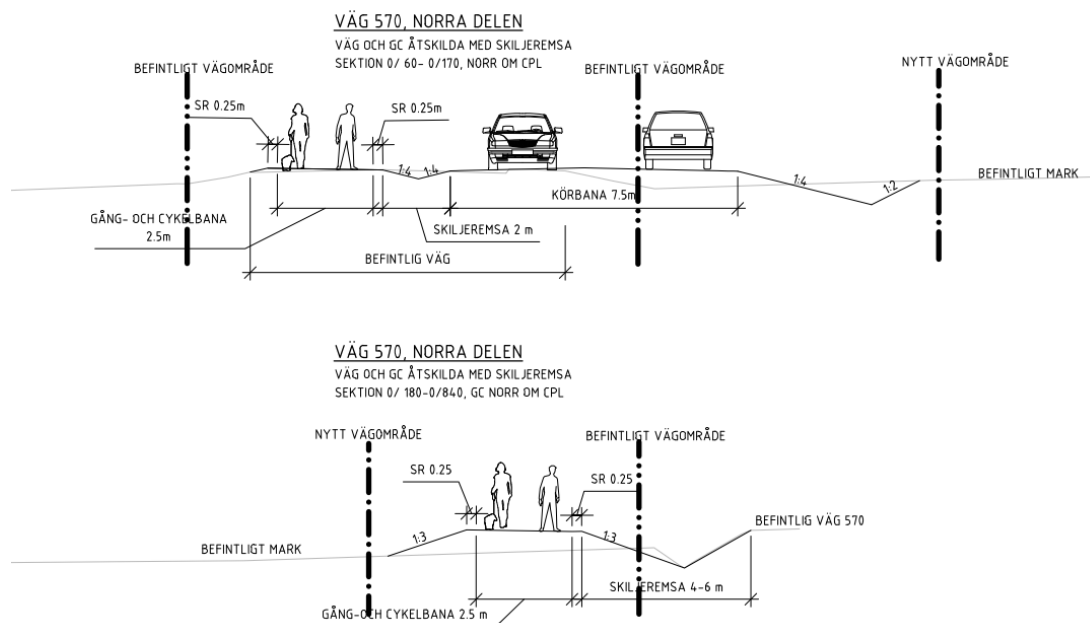 VÄG 570, NORRA DELEN
VÄG OCH GC ÅTSKILDA MED SKILJEREMSA
SEKTION 0/ 60- 0/170, NORR OM CPL
BEFINTLIGT VÄGOMRÅDE
BEFINTLIGT VÄGOMRÅDE
NYTT VÄGOMRÅDE
SR 0.25m
SR 0.25m
1:4
1:4
1:4
1:2
BEFINTLIG MARK
KÖRBANA 7.5m
GÅNG- OCH CYKELBANA
2.5m
SKILJEREMSA 2 m
BEFINTLIG VÄG
VÄG 570, NORRA DELEN
VÄG OCH GC ÅTSKILDA MED SKILJEREMSA
SEKTION 0/ 180-0/840, GC NORR OM CPL
NYTT VÄGOMRÅDE
BEFINTLIGT VÄGOMRÅDE
SR 0.25
SR 0.25
BEFINTLIG VÄG 570
1:3
1:3
BEFINTLIGT MARK
SKILJEREMSA 4-6 m
GÅNG-OCH CYKELBANA 2.5 m